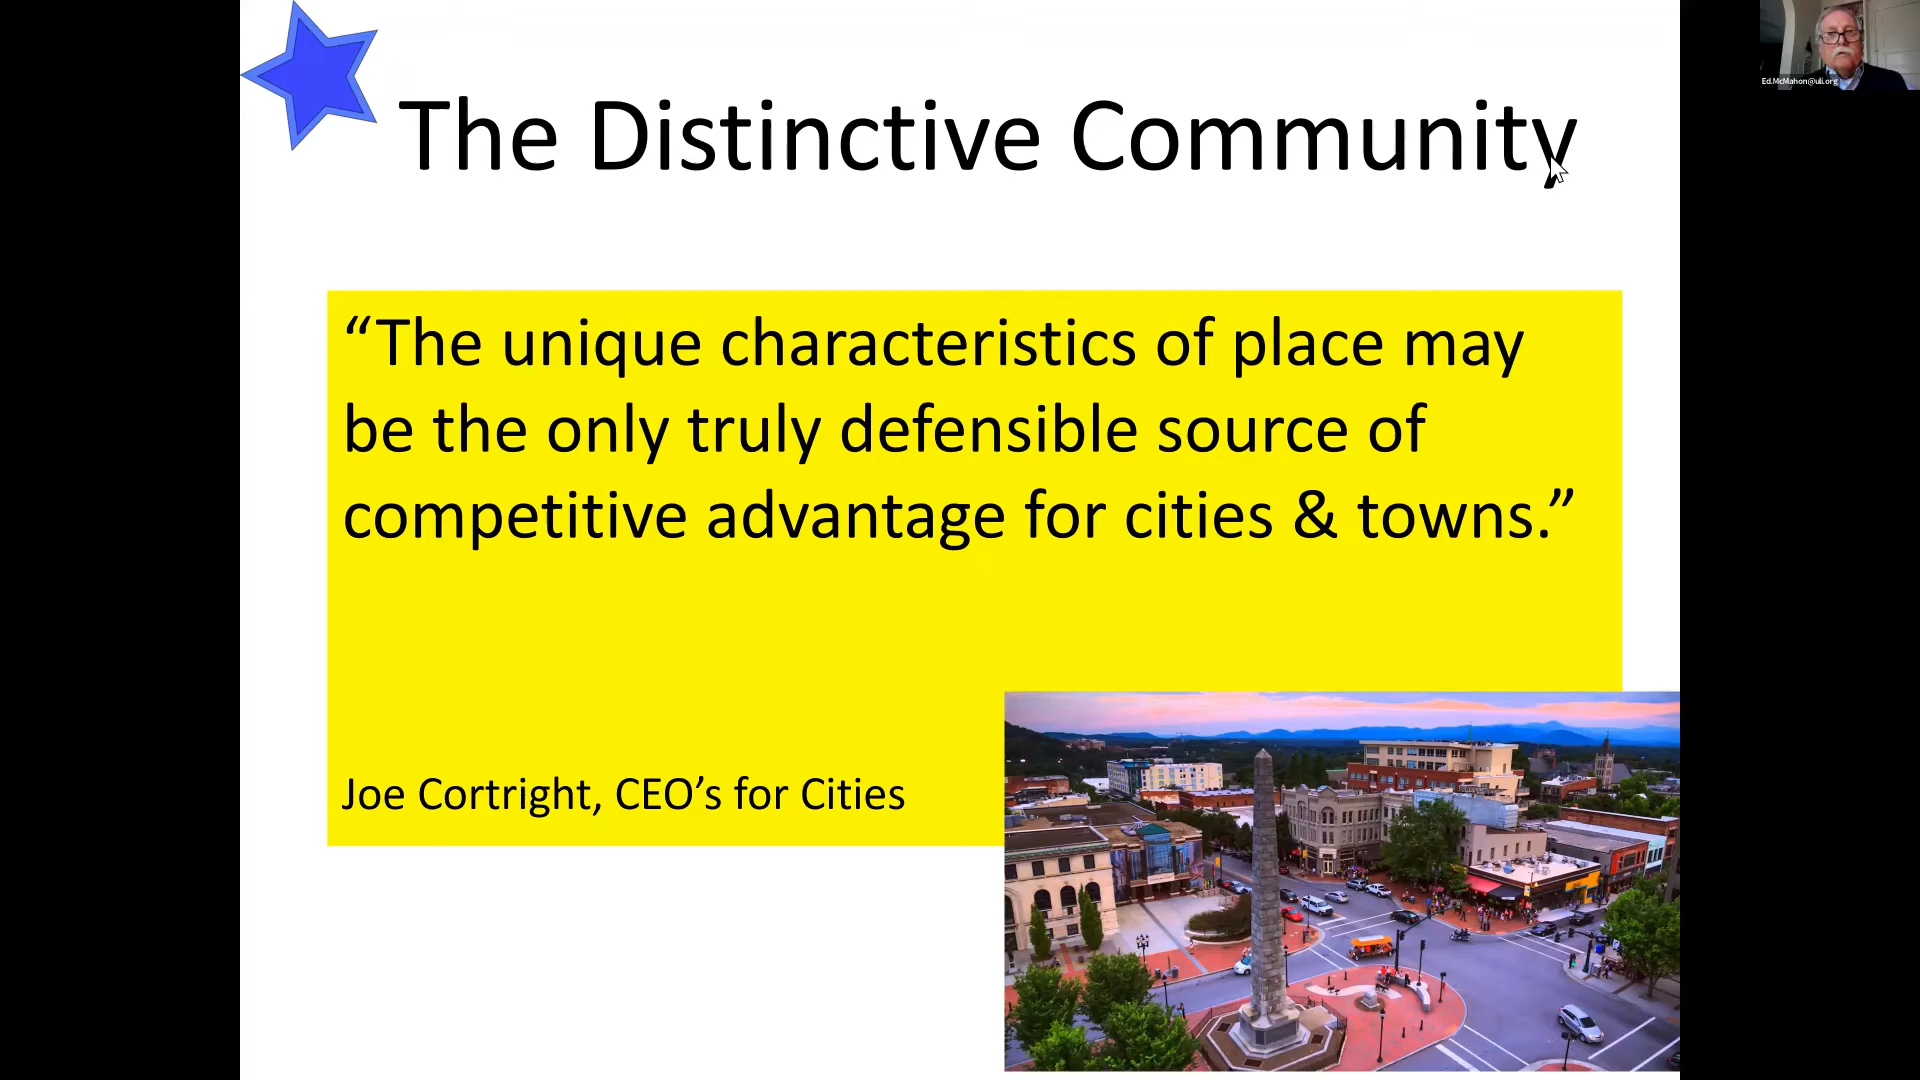 The Distinctive Community
Ed.McMahon@uli.org
“The unique characteristics of place may
be the only truly defensible source of
competitive advantage for cities & towns.”
Joe Cortright, CEO’s for Cities